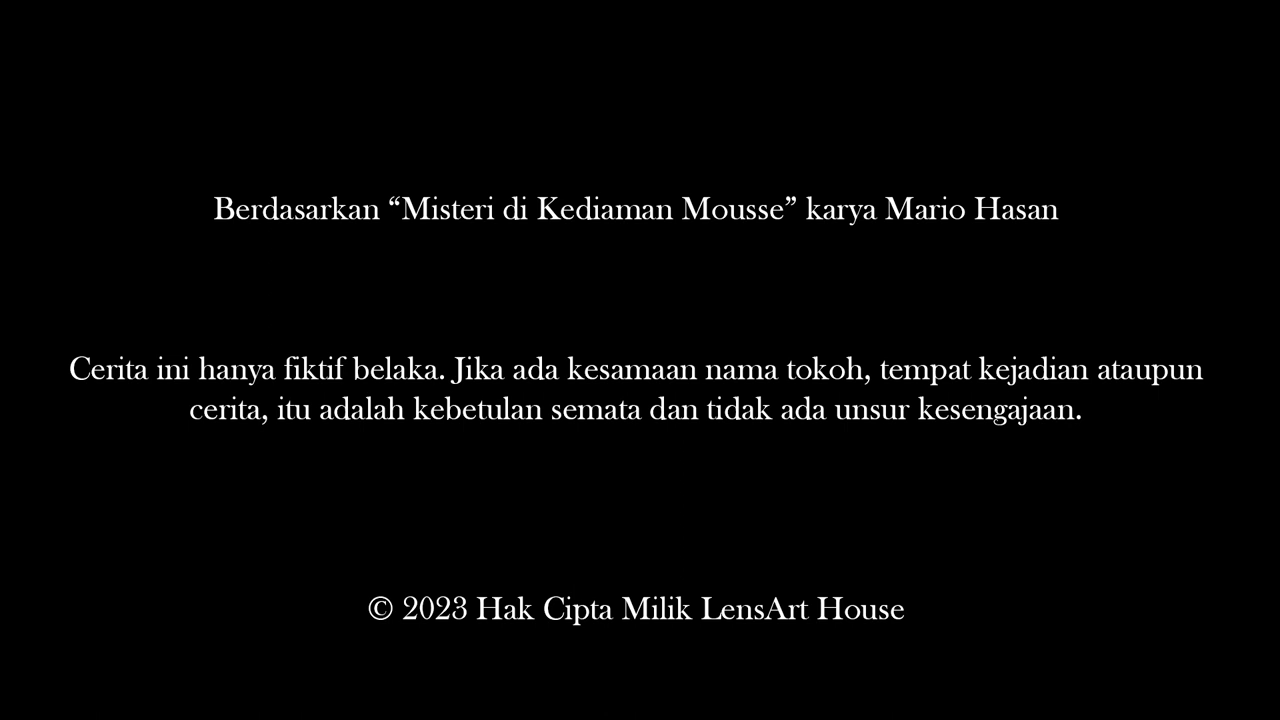 Berdasarkan “Misteri di Kediaman Mousse” karya Mario Hasan
Cerita ini hanya fiktif belaka. Jika ada kesamaan nama tokoh, tempat kejadian ataupun
cerita, itu adalah kebetulan semata dan tidak ada unsur kesengajaan.
© 2023 Hak Cipta Milik LensArt House